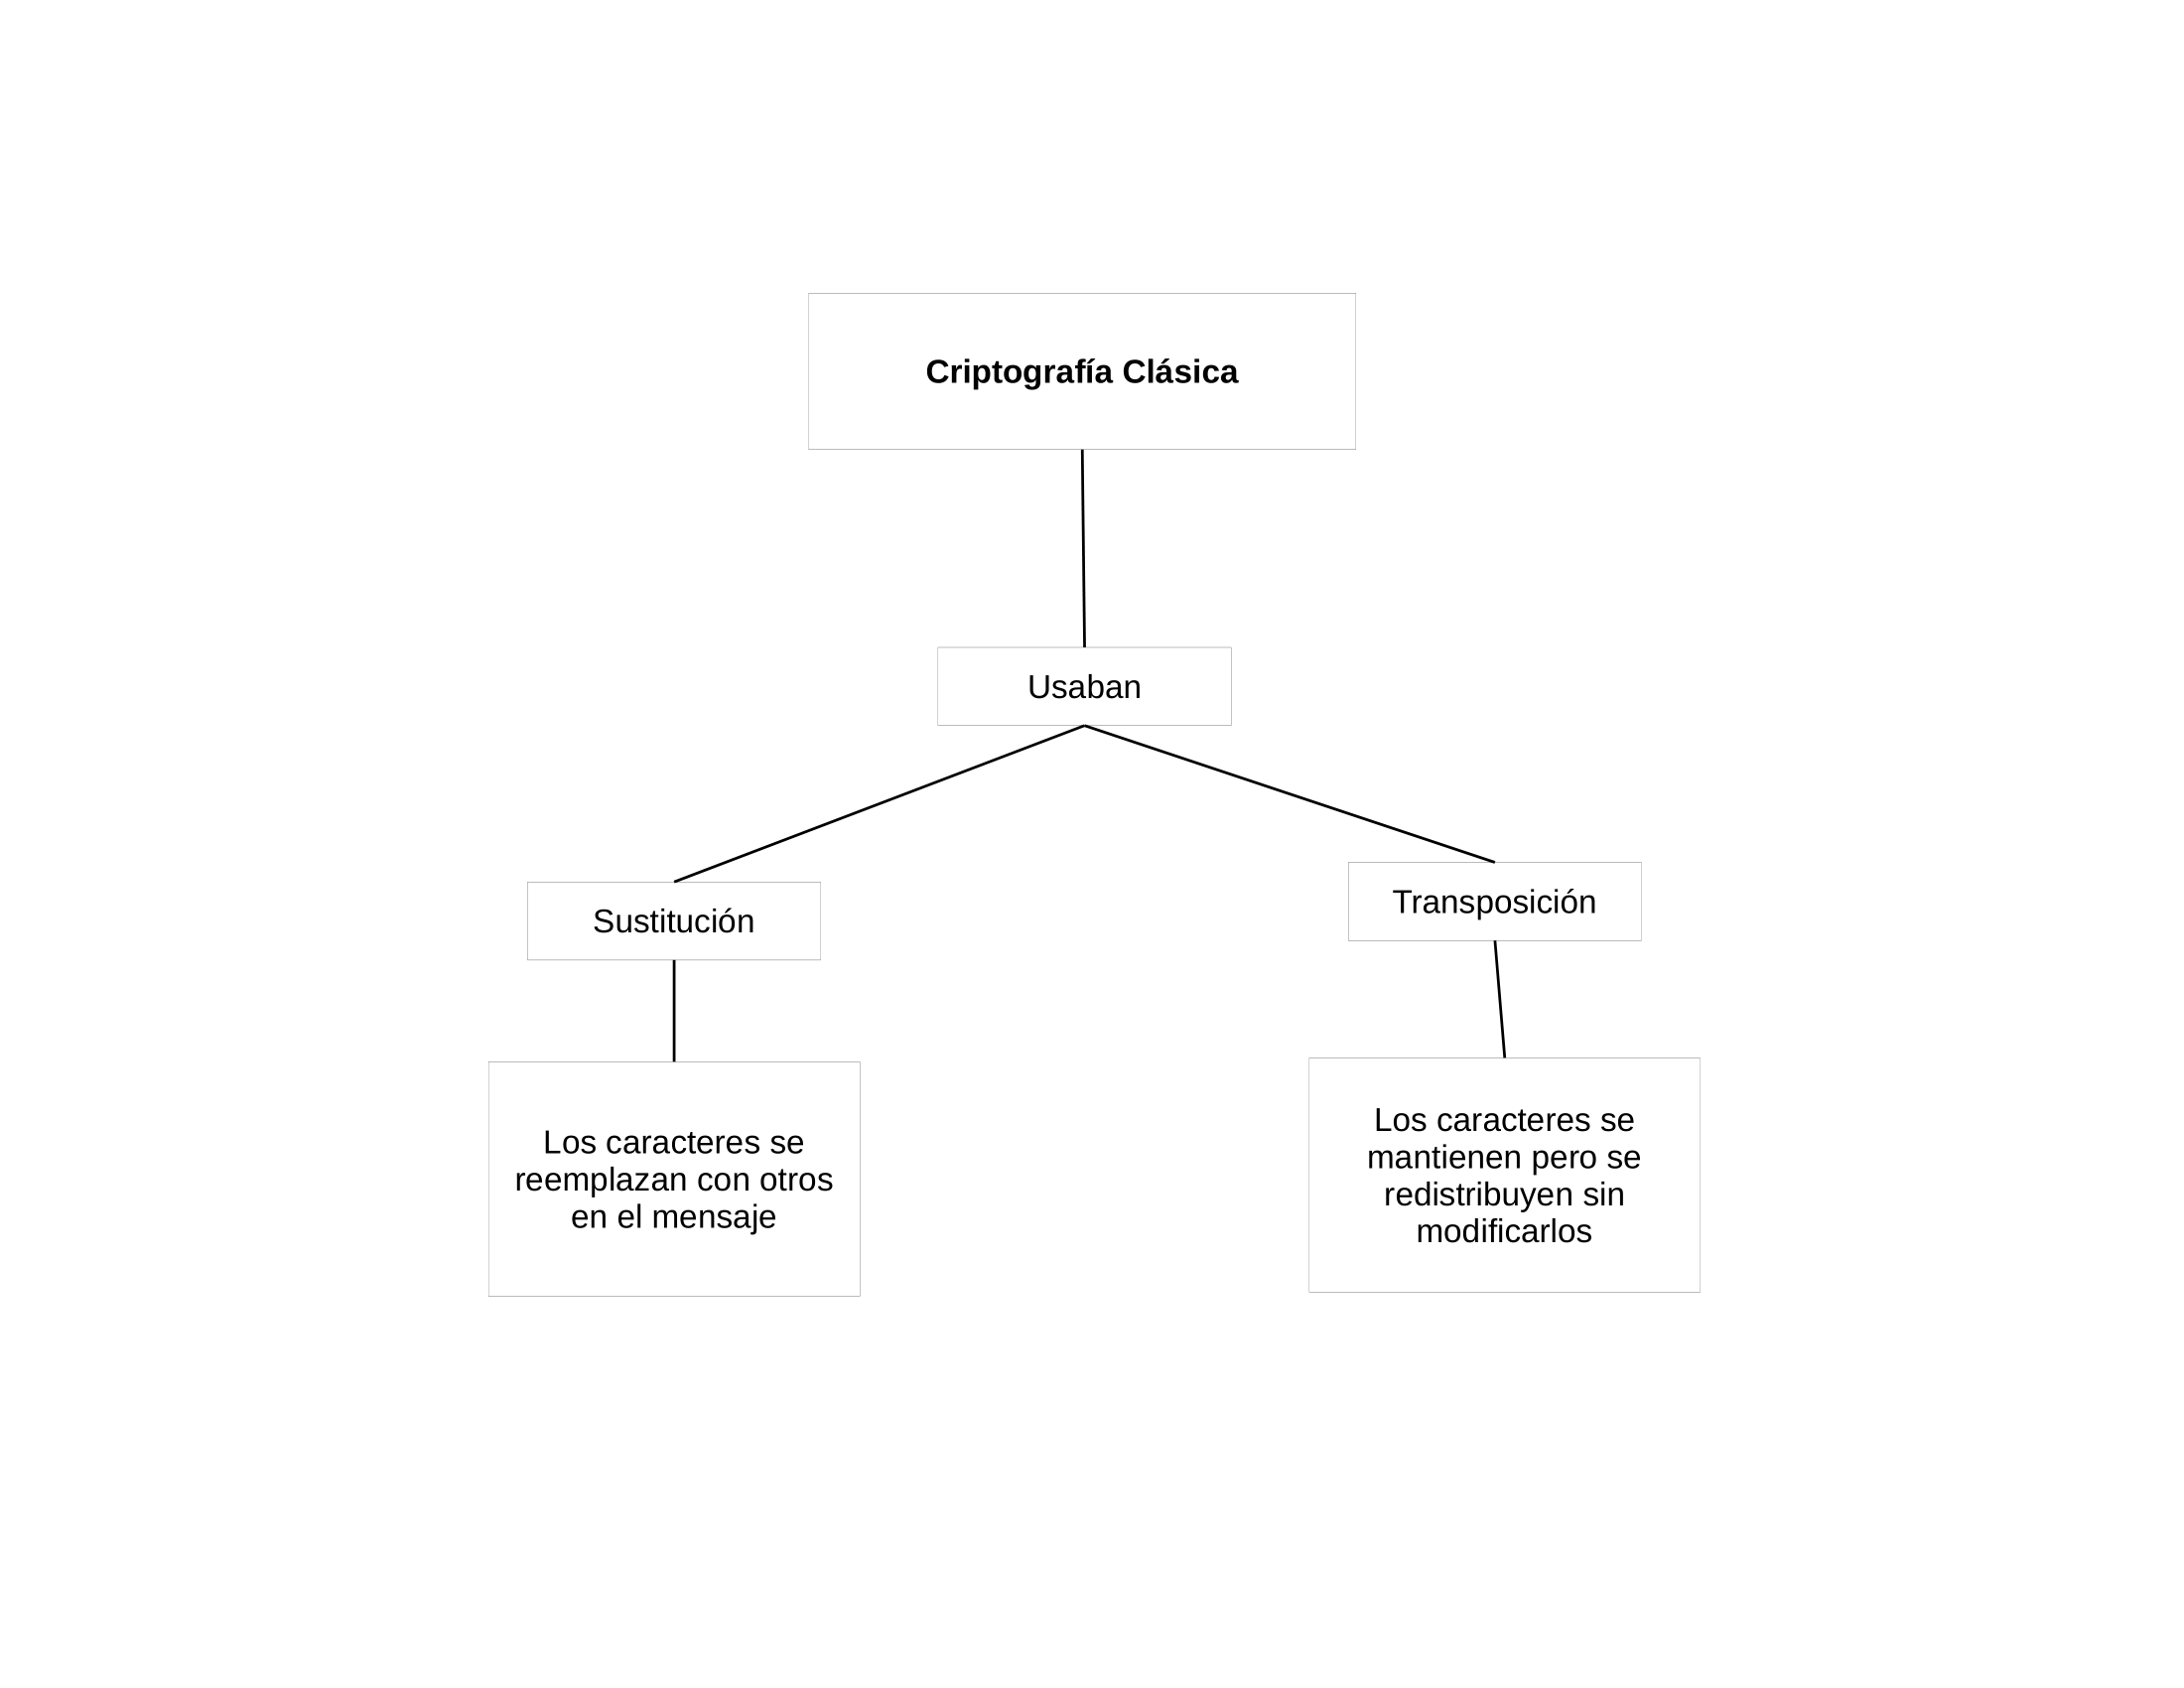 Criptografía Clásica
Usaban
Sustitución
Transposición
Los caracteres se
reemplazan con otros
en el mensaje
Los caracteres se
mantienen pero se
redistribuyen sin
modificarlos